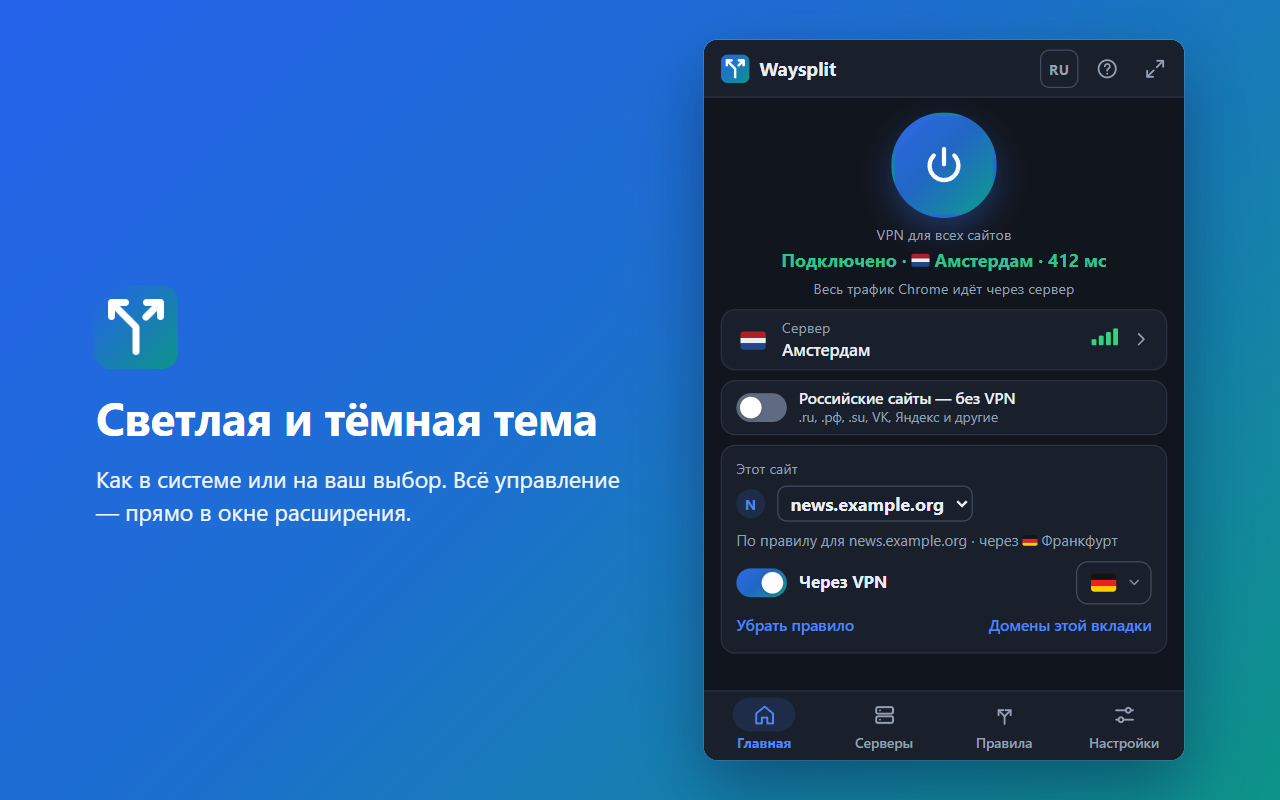 Светлая и тёмная тема
Как в системе или на ваш выбор. Всё управление
— прямо в окне расширения.
Waysplit
RU
VPN для всех сайтов
Подключено · Амстердам · 412 мс
Весь трафик Chrome идёт через сервер
Сервер
Амстердам
Российские сайты — без VPN
.ru, .рф, .su, VK, Яндекс и другие
Этот сайт
N
news.example.org
По правилу для news.example.org · через Франкфурт
Через VPN
Убрать правило
Домены этой вкладки
Главная
Серверы
Правила
Настройки